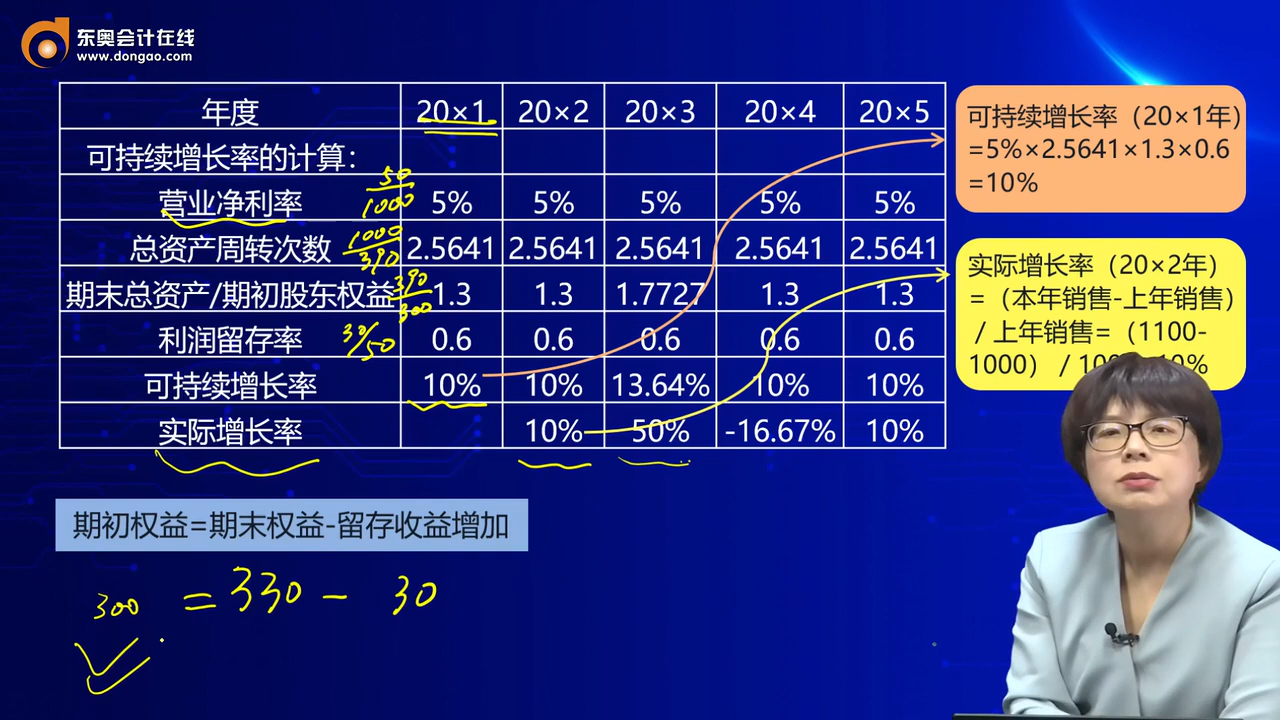 东奥会计在线
www.dongao.com
年度 20×1 20×2 20×3 20×4 20×5
可持续增长率的计算：
50
营业净利率 1000 5% 5% 5% 5% 5%
1000
总资产周转次数 390 2.5641 2.5641 2.5641 2.5641 2.5641
390
期末总资产/期初股东权益 300 1.3 1.3 1.7727 1.3 1.3
利润留存率 30/50 0.6 0.6 0.6 0.6 0.6
可持续增长率 10% 10% 13.64% 10% 10%
实际增长率 10% 50% -16.67% 10%
可持续增长率（20×1年）
=5%×2.5641×1.3×0.6
=10%
实际增长率（20×2年）
=（本年销售-上年销售）
/ 上年销售=（1100-
1000） / 10 10%
期初权益=期末权益-留存收益增加
300 = 330 - 30